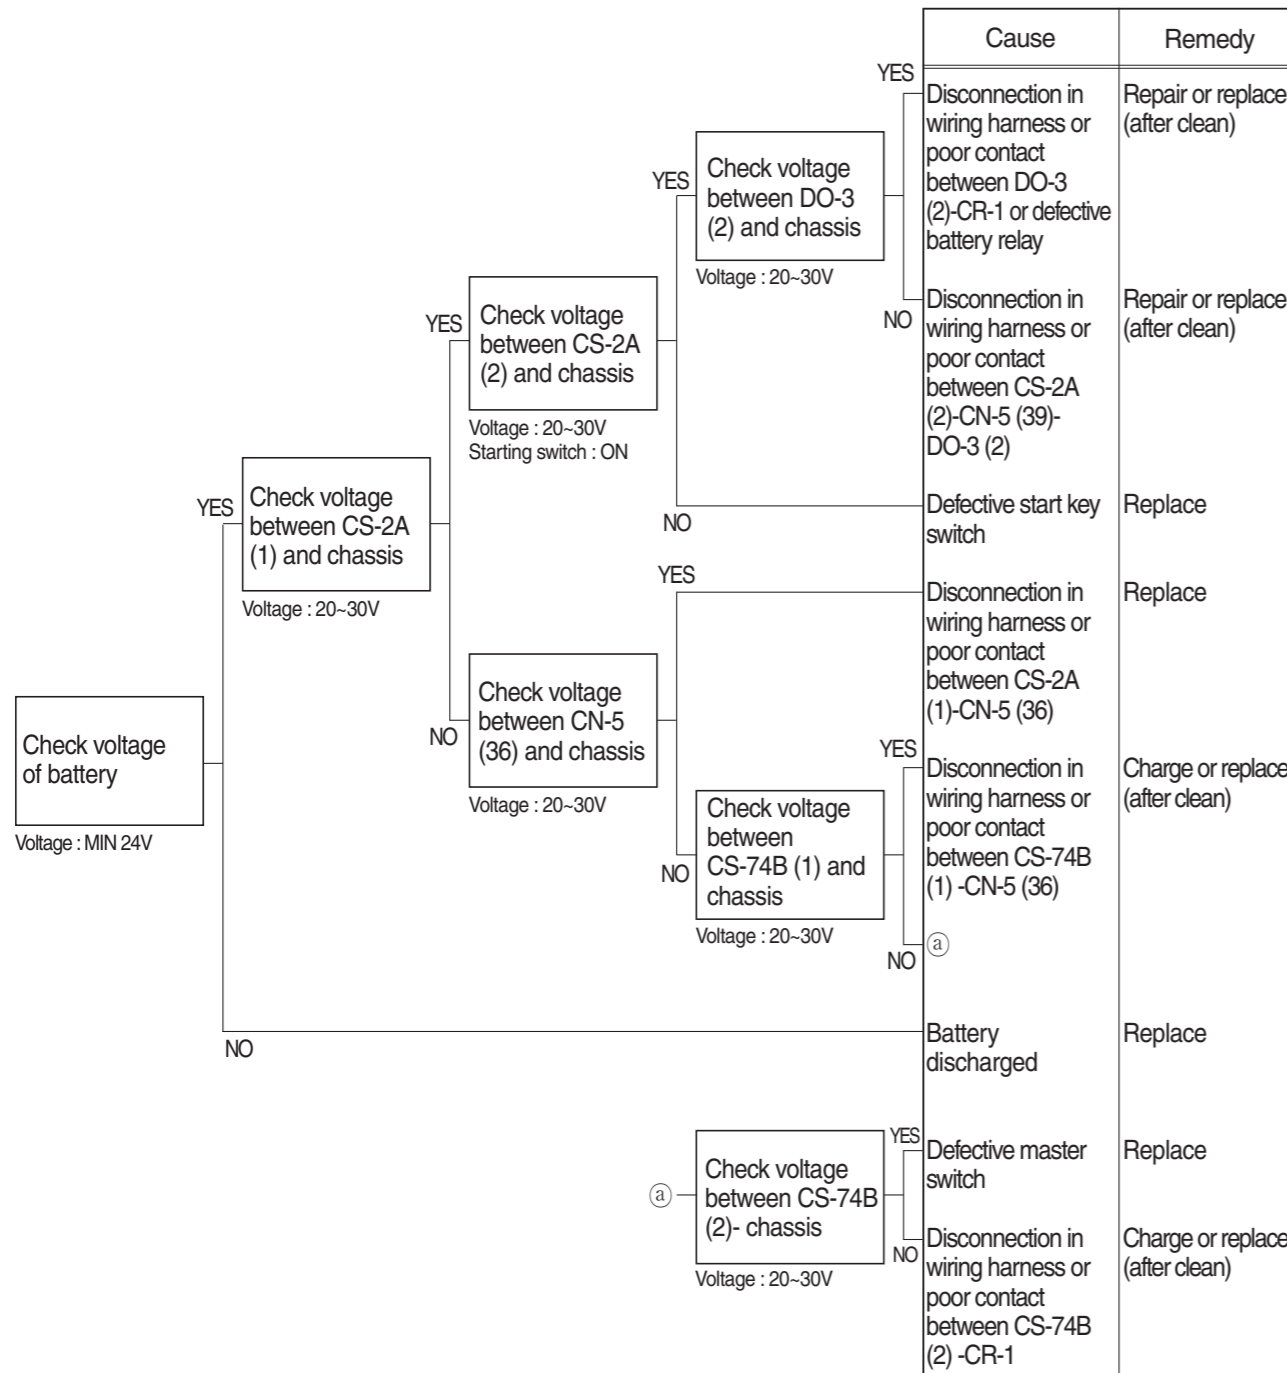 Cause
Remedy
YES
Disconnection in
wiring harness or
poor contact
between DO-3
(2)-CR-1 or defective
battery relay
Repair or replace
(after clean)
YES
Check voltage
between DO-3
(2) and chassis
Voltage : 20~30V
NO
Disconnection in
wiring harness or
poor contact
between CS-2A
(2)-CN-5 (39)-
DO-3 (2)
Repair or replace
(after clean)
YES
Check voltage
between CS-2A
(2) and chassis
Voltage : 20~30V
Starting switch : ON
NO
Defective start key
switch
Replace
YES
Check voltage
between CS-2A
(1) and chassis
Voltage : 20~30V
YES
Disconnection in
wiring harness or
poor contact
between CS-2A
(1)-CN-5 (36)
Replace
NO
Check voltage
between CN-5
(36) and chassis
Voltage : 20~30V
Check voltage
of battery
Voltage : MIN 24V
YES
Disconnection in
wiring harness or
poor contact
between CS-74B
(1) -CN-5 (36)
Charge or replace
(after clean)
NO
Check voltage
between
CS-74B (1) and
chassis
Voltage : 20~30V
NO
ⓐ
NO
Battery
discharged
Replace
ⓐ
Check voltage
between CS-74B
(2)- chassis
Voltage : 20~30V
YES
Defective master
switch
Replace
NO
Disconnection in
wiring harness or
poor contact
between CS-74B
(2) -CR-1
Charge or replace
(after clean)